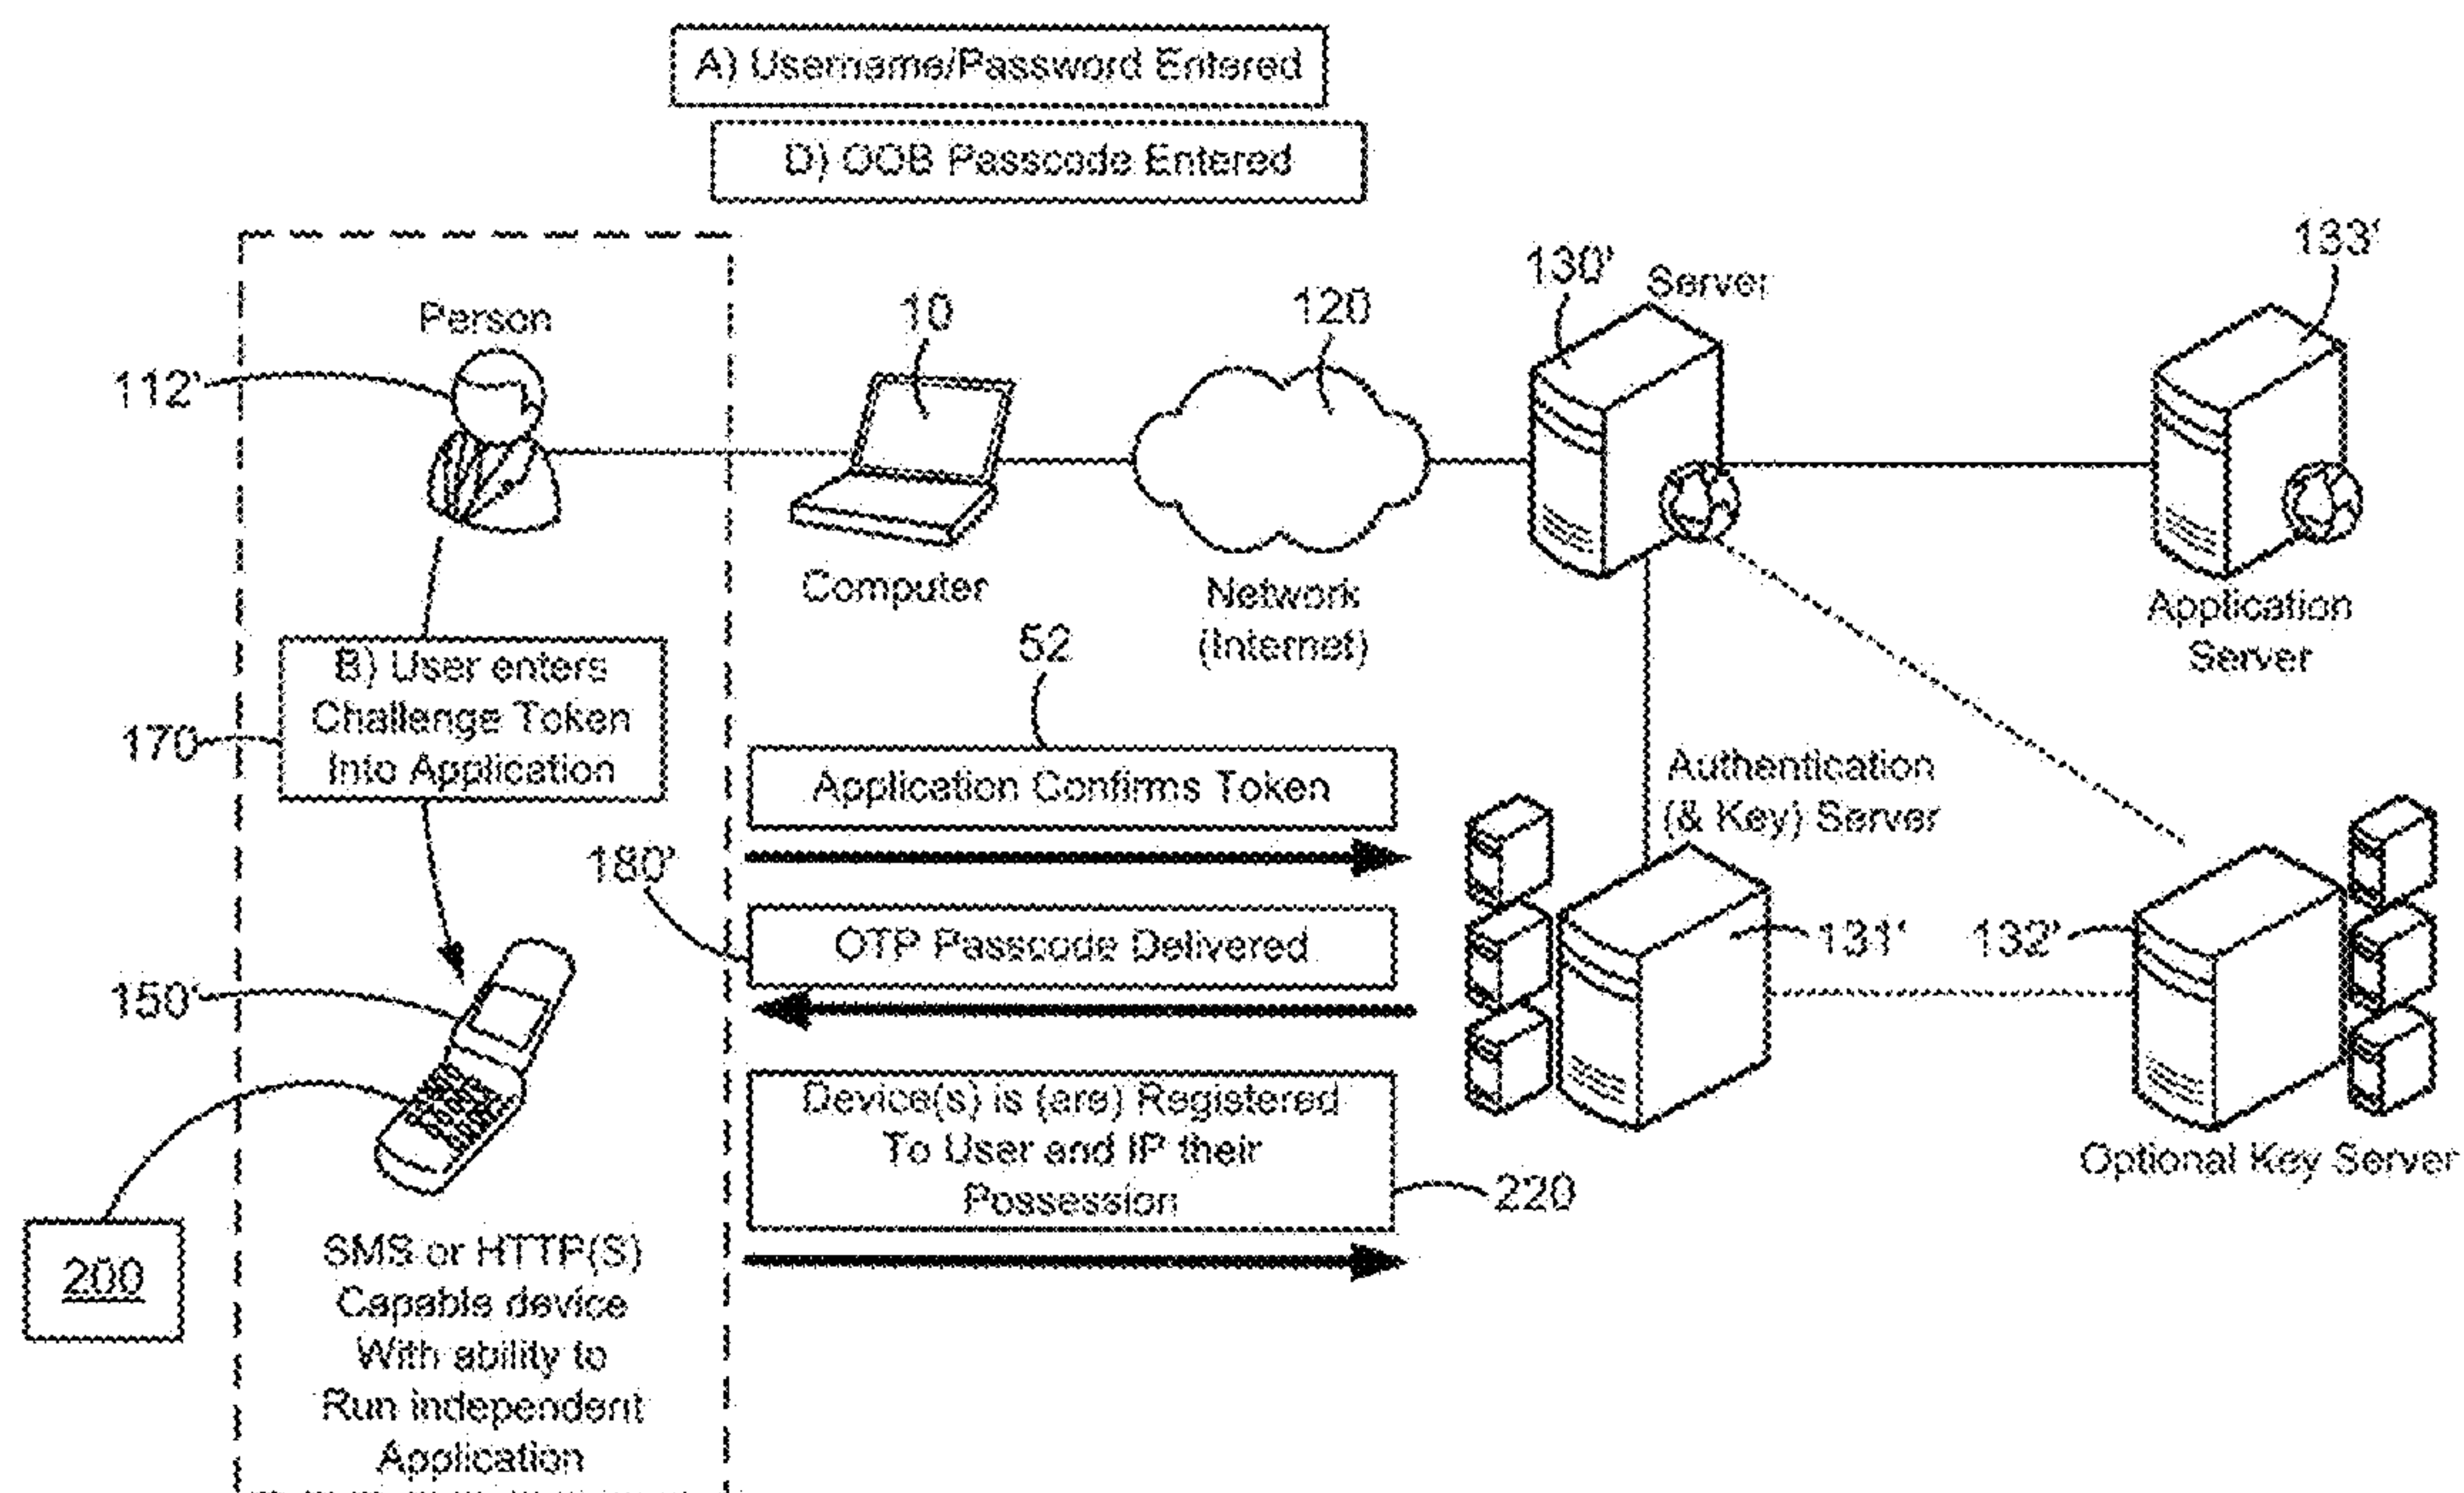 A) Username/Password Entered
D) OOB Passcode Entered
133'
130'
Server
10
120
Person
112'
Computer
Network
(Internet)
Application
Server
52
B) User enters
Challenge Token
Into Application
170
Application Confirms Token
Authentication
(& Key) Server
180'
OTP Passcode Delivered
131'
132'
150'
Device(s) is (are) Registered
To User and IP their
Possession
220
Optional Key Server
200
SMS or HTTP(S)
Capable device
With ability to
Run independent
Application